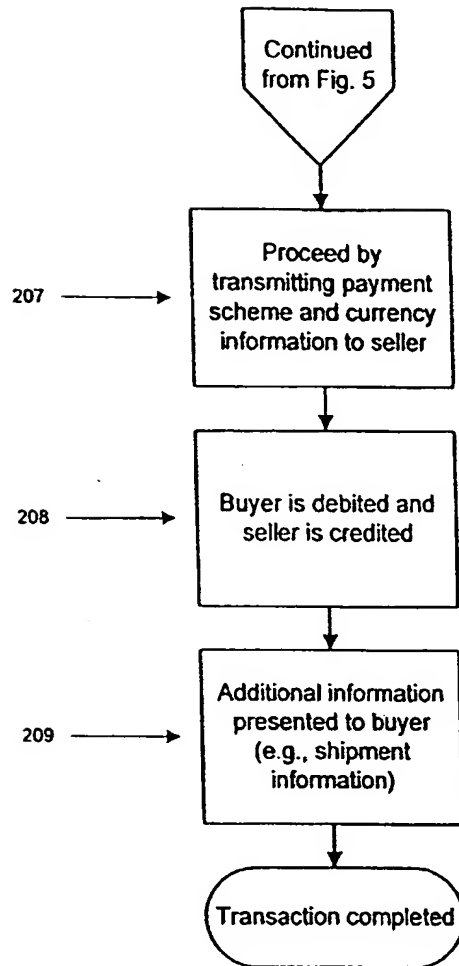 Continued
from Fig. 5
Proceed by
transmitting payment
scheme and currency
information to seller
207
Buyer is debited and
seller is credited
208
Additional information
presented to buyer
(e.g., shipment
information)
209
Transaction completed